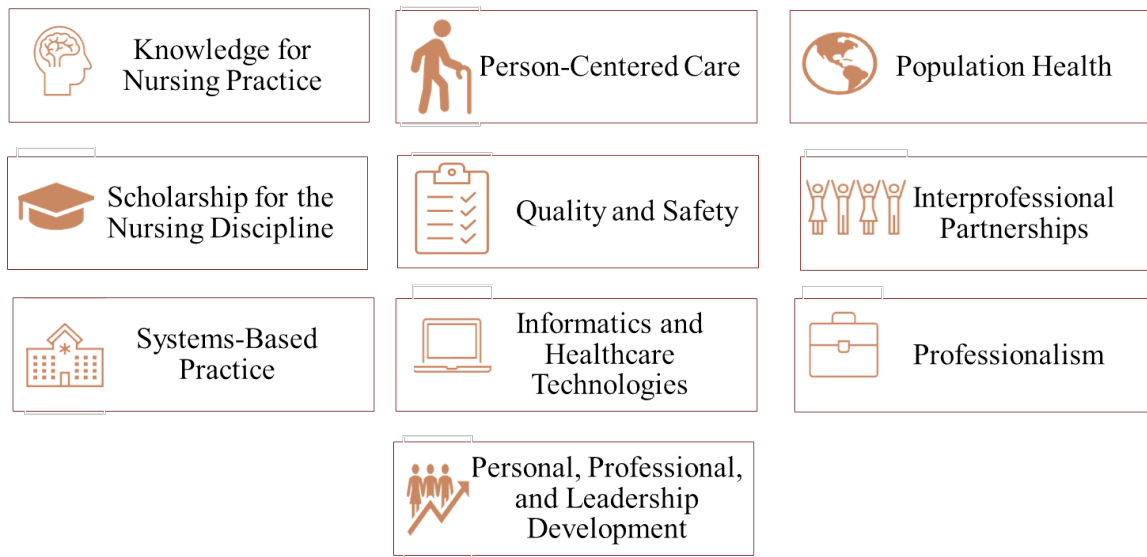 Knowledge for
Nursing Practice
Person-Centered Care
Population Health
Scholarship for the
Nursing Discipline
Quality and Safety
Interprofessional
Partnerships
Systems-Based
Practice
Informatics and
Healthcare
Technologies
Professionalism
Personal, Professional,
and Leadership
Development